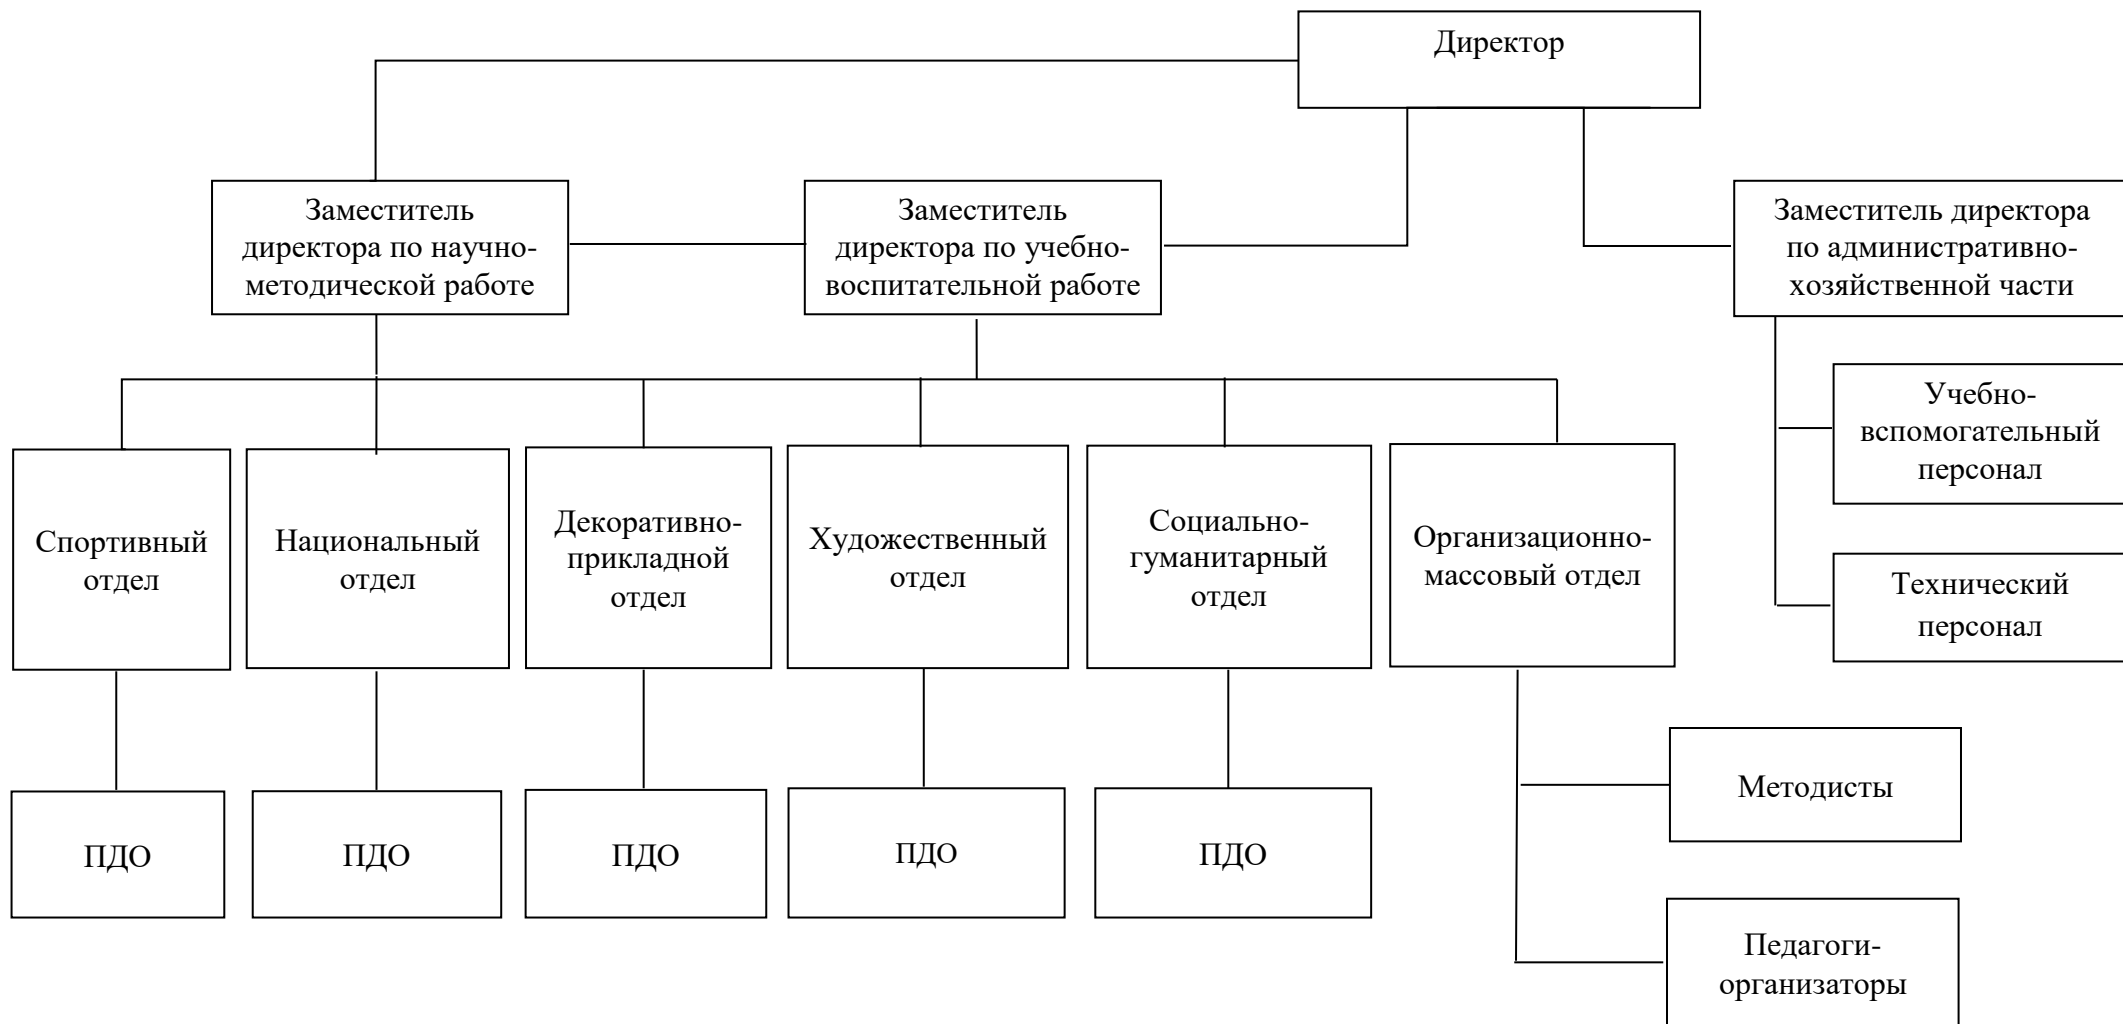 Директор
Заместитель
директора по научно-
методической работе
Заместитель
директора по учебно-
воспитательной работе
Заместитель директора
по административно-
хозяйственной части
Учебно-
вспомогательный
персонал
Технический
персонал
Спортивный
отдел
Национальный
отдел
Декоративно-
прикладной
отдел
Художественный
отдел
Социально-
гуманитарный
отдел
Организационно-
массовый отдел
ПДО
ПДО
ПДО
ПДО
ПДО
Методисты
Педагоги-
организаторы